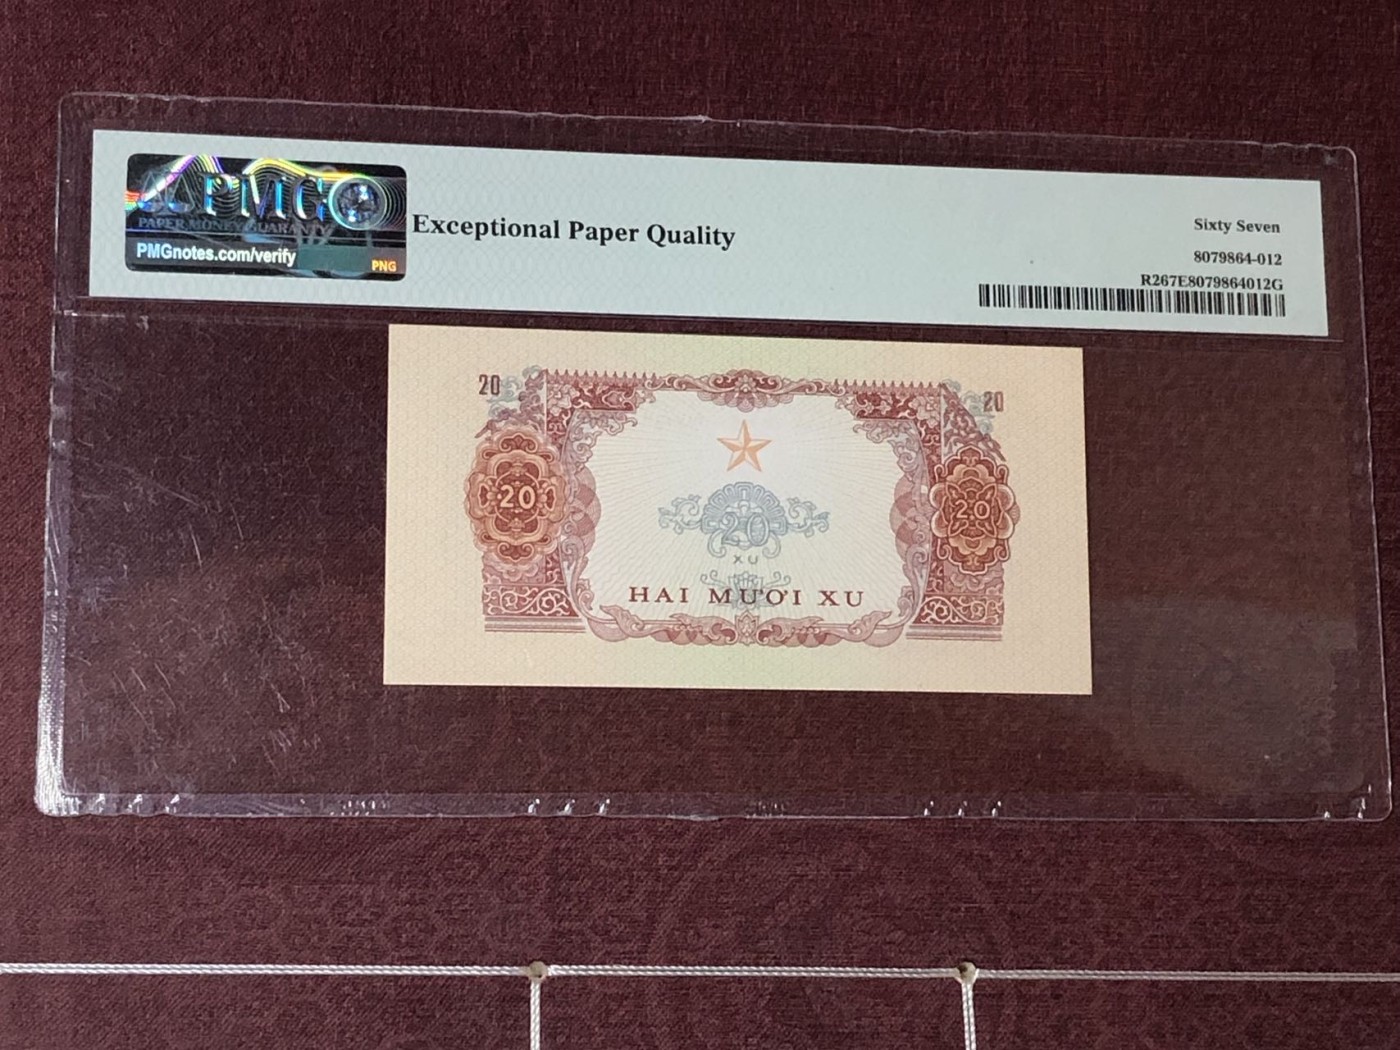 PMG
PAPER MONEY GUARANTY
PMGnotes.com/verify
PNG
Exceptional Paper Quality
Sixty Seven
8079864-012
R267E8079864012G
20
20
20
20
20
XU
HAI MƯƠI XU